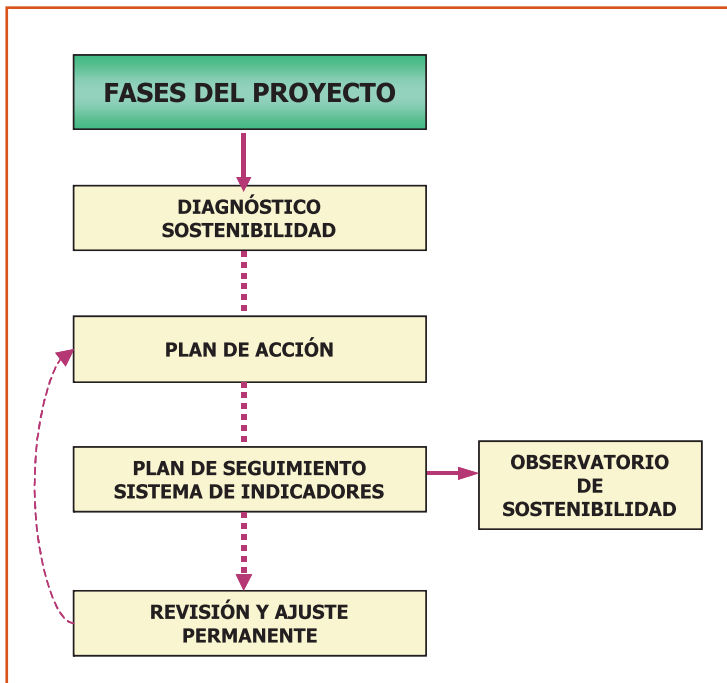 FASES DEL PROYECTO
DIAGNÓSTICO
SOSTENIBILIDAD
PLAN DE ACCIÓN
PLAN DE SEGUIMIENTO
SISTEMA DE INDICADORES
OBSERVATORIO
DE
SOSTENIBILIDAD
REVISIÓN Y AJUSTE
PERMANENTE